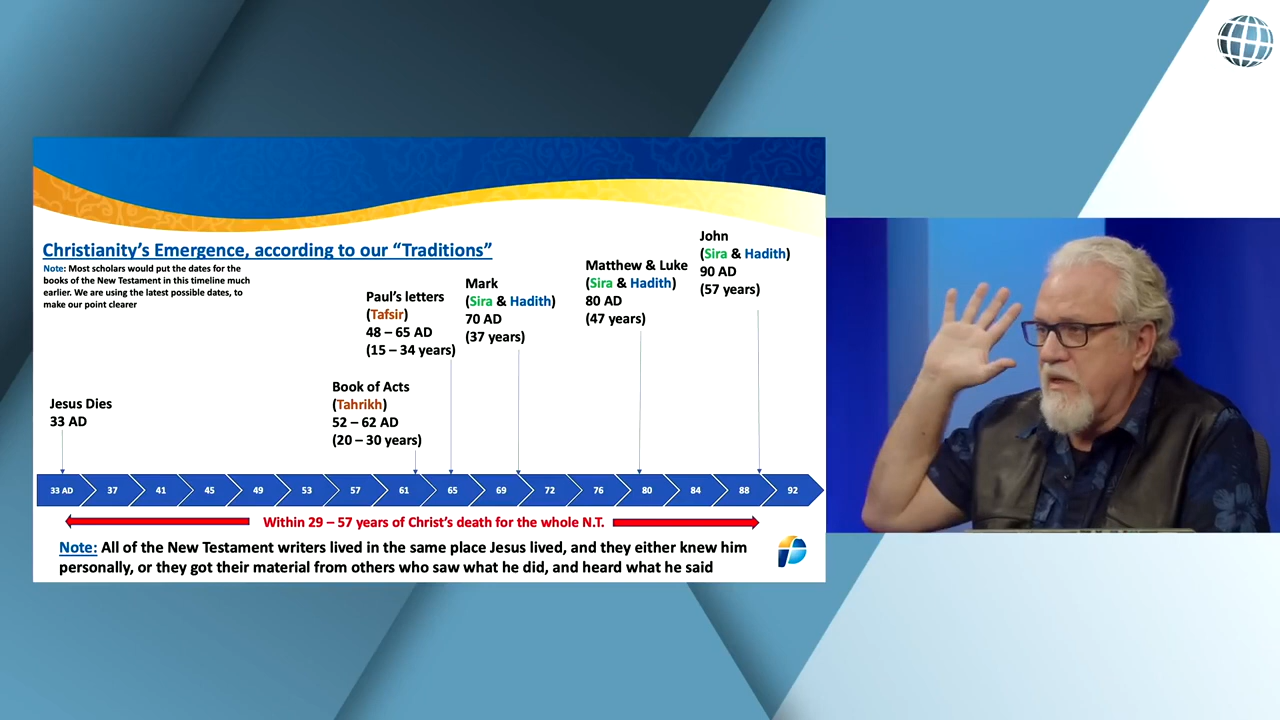 Christianity's Emergence, according to our “Traditions”
Note: Most scholars would put the dates for the
books of the New Testament in this timeline much
earlier. We are using the latest possible dates, to
make our point clearer
Jesus Dies
33 AD
Book of Acts
(Tahrikh)
52 – 62 AD
(20 – 30 years)
Paul's letters
(Tafsir)
48 – 65 AD
(15 – 34 years)
Mark
(Sira & Hadith)
70 AD
(37 years)
Matthew & Luke
(Sira & Hadith)
80 AD
(47 years)
John
(Sira & Hadith)
90 AD
(57 years)
33 AD 37 41 45 49 53 57 61 65 69 72 76 80 84 88 92
Within 29 – 57 years of Christ's death for the whole N.T.
Note: All of the New Testament writers lived in the same place Jesus lived, and they either knew him
personally, or they got their material from others who saw what he did, and heard what he said